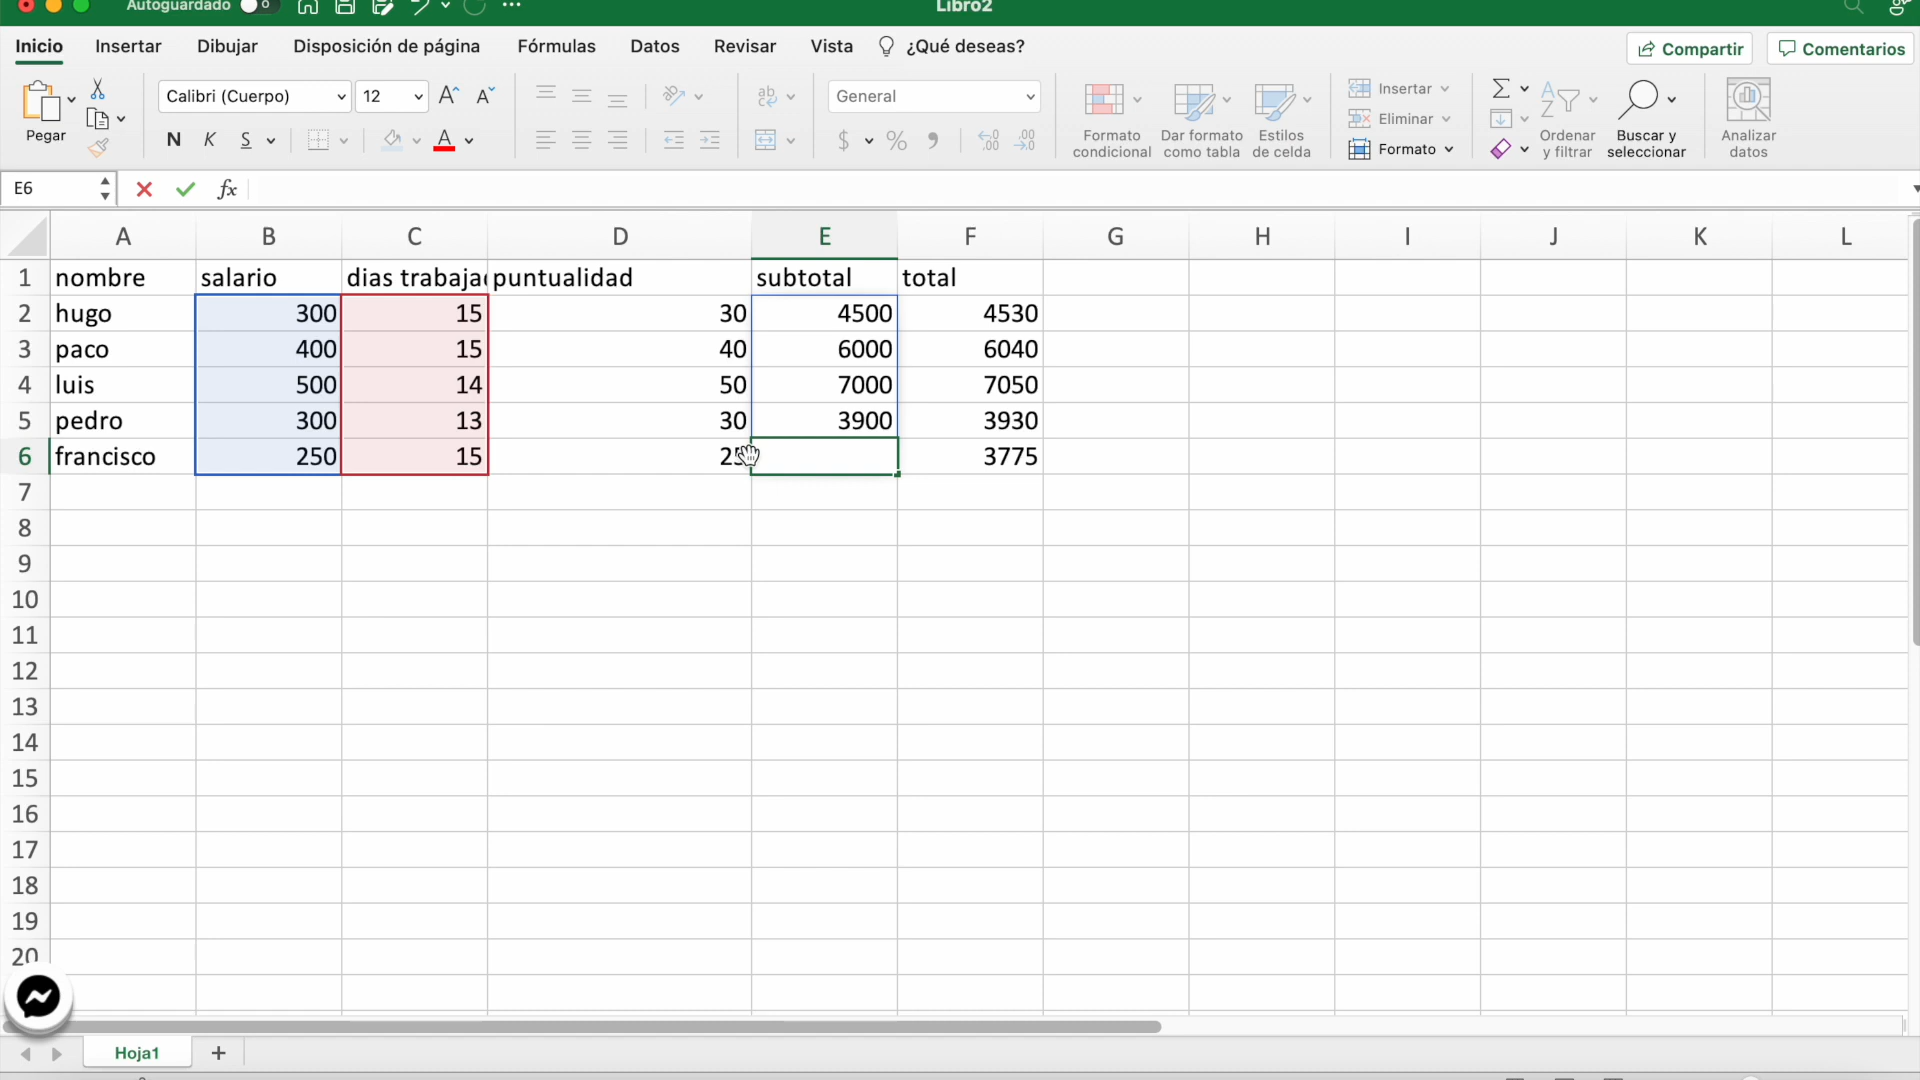 Autoguardado
Libro2
Inicio Insertar Dibujar Disposición de página Fórmulas Datos Revisar Vista ¿Qué deseas? Compartir Comentarios
Pegar
Calibri (Cuerpo) 12
N K S A
General
$ %
Formato condicional
Dar formato como tabla
Estilos de celda
Insertar
Eliminar
Formato
Ordenar y filtrar
Buscar y seleccionar
Analizar datos
E6 fx
A B C D E F G H I J K L
1 nombre salario dias trabaja puntualidad subtotal total
2 hugo 300 15 30 4500 4530
3 paco 400 15 40 6000 6040
4 luis 500 14 50 7000 7050
5 pedro 300 13 30 3900 3930
6 francisco 250 15 3775
7
8
9
10
11
12
13
14
15
16
17
18
19
20
Hoja1 +